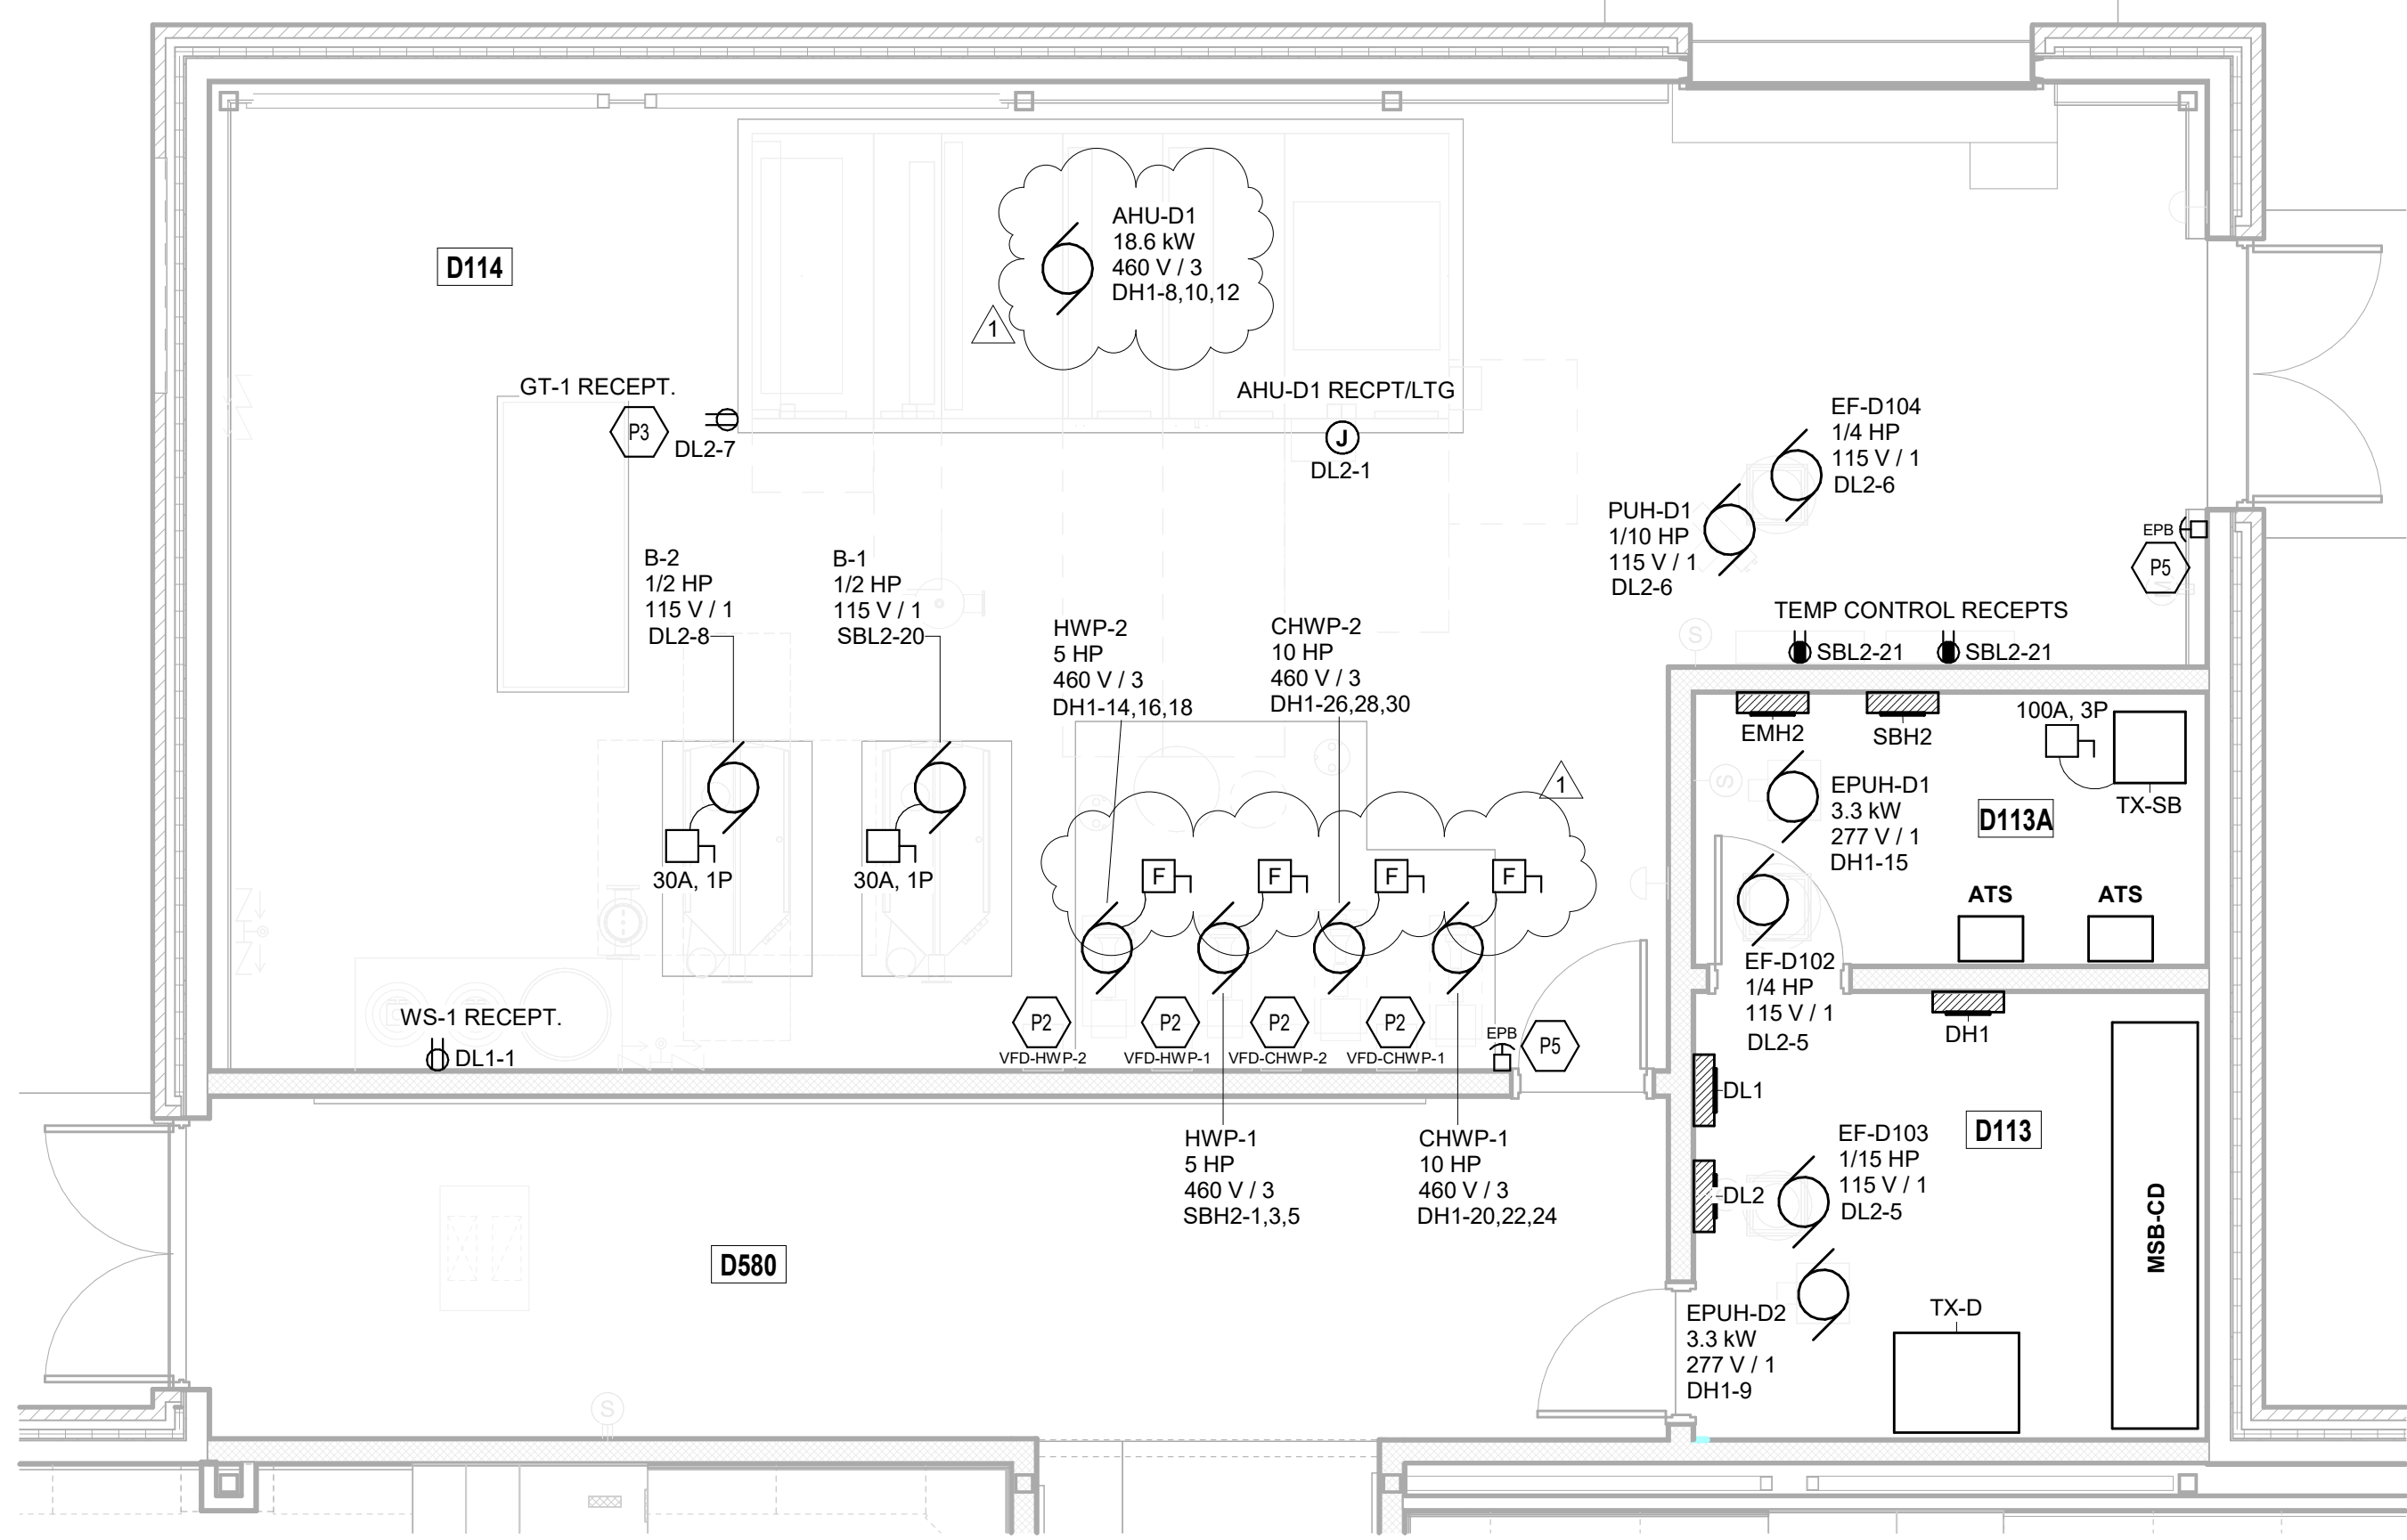 AHU-D1
18.6 kW
460 V / 3
DH1-8,10,12
1
D114
GT-1 RECEPT.
P3
DL2-7
AHU-D1 RECPT/LTG
J
DL2-1
EF-D104
1/4 HP
115 V / 1
DL2-6
PUH-D1
1/10 HP
115 V / 1
DL2-6
EPB
P5
M
B-2
1/2 HP
115 V / 1
DL2-8
B-1
1/2 HP
115 V / 1
SBL2-20
HWP-2
5 HP
460 V / 3
DH1-14,16,18
CHWP-2
10 HP
460 V / 3
DH1-26,28,30
TEMP CONTROL RECEPTS
SBL2-21
SBL2-21
S
EMH2
SBH2
100A, 3P
TX-SB
S
1
EPUH-D1
3.3 kW
277 V / 1
DH1-15
D113A
30A, 1P
30A, 1P
F
F
F
F
ATS
ATS
EF-D102
1/4 HP
115 V / 1
DL2-5
DH1
WS-1 RECEPT.
DL1-1
P2
VFD-HWP-2
P2
VFD-HWP-1
P2
VFD-CHWP-2
P2
VFD-CHWP-1
EPB
P5
DL1
DL2
HWP-1
5 HP
460 V / 3
SBH2-1,3,5
CHWP-1
10 HP
460 V / 3
DH1-20,22,24
EF-D103
1/15 HP
115 V / 1
DL2-5
D113
MSB-CD
D580
EPUH-D2
3.3 kW
277 V / 1
DH1-9
TX-D
S